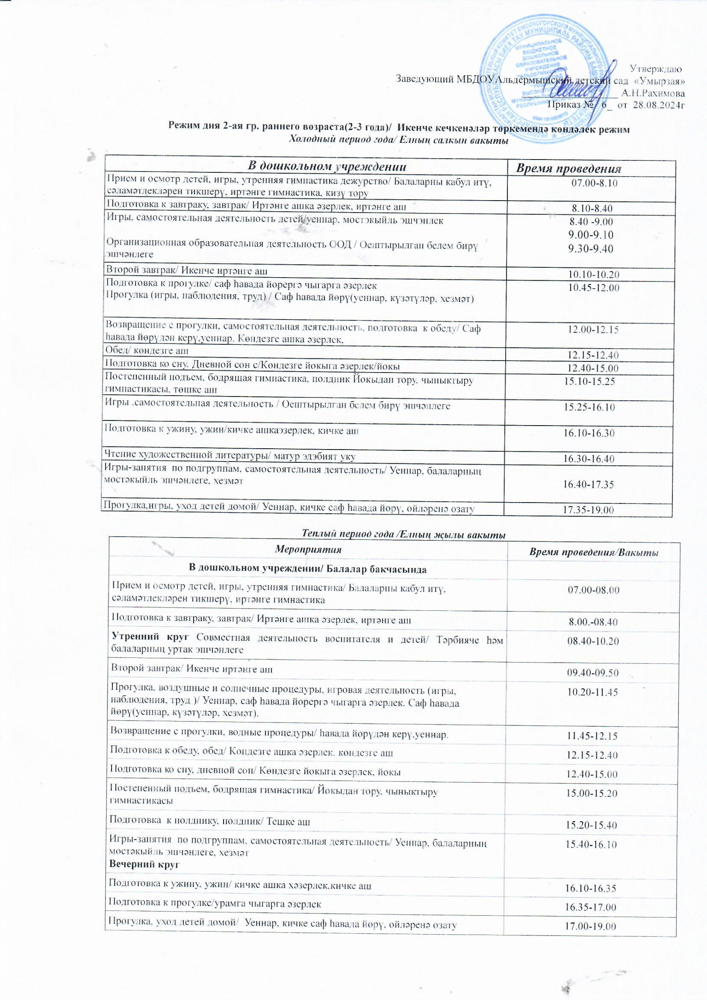 МУНИЦИПАЛЬНОЕ
БЮДЖЕТНОЕ
ДОШКОЛЬНОЕ
ОБРАЗОВАТЕЛЬНОЕ
УЧРЕЖДЕНИЕ
Утверждаю
Заведующий МБДОУАльдермышский детский сад «Умырзая»
А.Н.Рахимова
Приказ № 6_ от 28.08.2024г
Режим дня 2-ая гр. раннего возраста(2-3 года)/ Икенче кечкенәләр төркемендә көндәлек режим
Холодный период года/ Елның салкын вакыты
В дошкольном учреждении Время проведения
Прием и осмотр детей, игры, утренняя гимнастика дежурство/ Балаларны кабул итү, 07.00-8.10
сәламәтлекләрен тикшерү, иртәнге гимнастика, кизү тору
Подготовка к завтраку, завтрак/ Иртәнге ашка әзерлек, иртәнге аш 8.10-8.40
Игры, самостоятельная деятельность детей/уеннар, мостэкыйль эшчэнлек 8.40 -9.00
9.00-9.10
Организационная образовательная деятельность ООД / Оештырылган белем бирү 9.30-9.40
эшчәнлеге
Второй завтрак/ Икенче иртәнге аш 10.10-10.20
Подготовка к прогулке/ саф һавада йөрергә чыгарга әзерлек 10.45-12.00
Прогулка (игры, наблюдения, труд) / Саф һавада йөрү(уеннар, күзәтүләр, хезмәт)
Возвращение с прогулки, самостоятельная деятельность, подготовка к обеду/ Саф 12.00-12.15
һавада йөрүдән керү,уеннар. Көндезге ашка әзерлек,
Обед/ көндезге аш 12.15-12.40
Подготовка ко сну. Дневной сон с/Кондезге йокыга әзерлек/йокы 12.40-15.00
Постепенный подъем, бодрящая гимнастика, полдник Йокыдан тору, чыныктыру 15.10-15.25
гимнастикасы, төшке аш
Игры .самостоятельная деятельность / Оештырылган белем бирү эшчәнлеге 15.25-16.10
Подготовка к ужину, ужин/кичке ашкаэзерлек, кичке аш 16.10-16.30
Чтение художественной литературы/ матур эдэбият уку 16.30-16.40
Игры-занятия по подгруппам, самостоятельная деятельность/ Уеннар, балаларның
мостәкыйль эшчәнлеге, хезмәт 16.40-17.35
Прогулка,игры, уход детей домой/ Уеннар, кичке саф һавада йорү, ойләренә озату 17.35-19.00
Теплый период года /Елның җылы вакыты
Мероприятия Время проведения/Вакыты
В дошкольном учреждении/ Балалар бакчасында
Прием и осмотр детей, игры, утренняя гимнастика/ Балаларны кабул итү, 07.00-08.00
сәламәтлекләрен тикшерү, иртәнге гимнастика
Подготовка к завтраку, завтрак/ Иртәнге ашка әзерлек, иртәнге аш 8.00.-08.40
Утренний круг Совместная деятельность воспитателя и детей/ Тәрбияче һәм 08.40-10.20
балаларның уртак эшчәнлеге
Второй завтрак/ Икенче иртәнге аш 09.40-09.50
Прогулка, воздушные и солнечные процедуры, игровая деятельность (игры, 10.20-11.45
наблюдения, труд )/ Уеннар, саф һавада йорергә чыгарга әзерлек. Саф һавада
йөрү(уеннар, күзәтүләр, хезмәт).
Возвращение с прогулки, водные процедуры/ һавада йорүдән керү,уеннар. 11.45-12.15
Подготовка к обеду, обед/ Кондезге ашка әзерлек, кондезге аш 12.15-12.40
Подготовка ко сну, дневной сон/ Көндезге йокыга әзерлек, йокы 12.40-15.00
Постепенный подъем, бодрящая гимнастика/ Йокыдан тору, чыныктыру 15.00-15.20
гимнастикасы
Подготовка к полднику, полдник/ Тешке аш 15.20-15.40
Игры-занятия по подгруппам, самостоятельная деятельность/ Уеннар, балаларның 15.40-16.10
мостәкыйль эшчәнлеге, хезмәт
Вечерний круг
Подготовка к ужину, ужин/ кичке ашка хәзерлек,кичке аш 16.10-16.35
Подготовка к прогулке/урамга чыгарга әзерлек 16.35-17.00
Прогулка, уход детей домой/ Уеннар, кичке саф һавада йорү, ойләренә озату 17.00-19.00